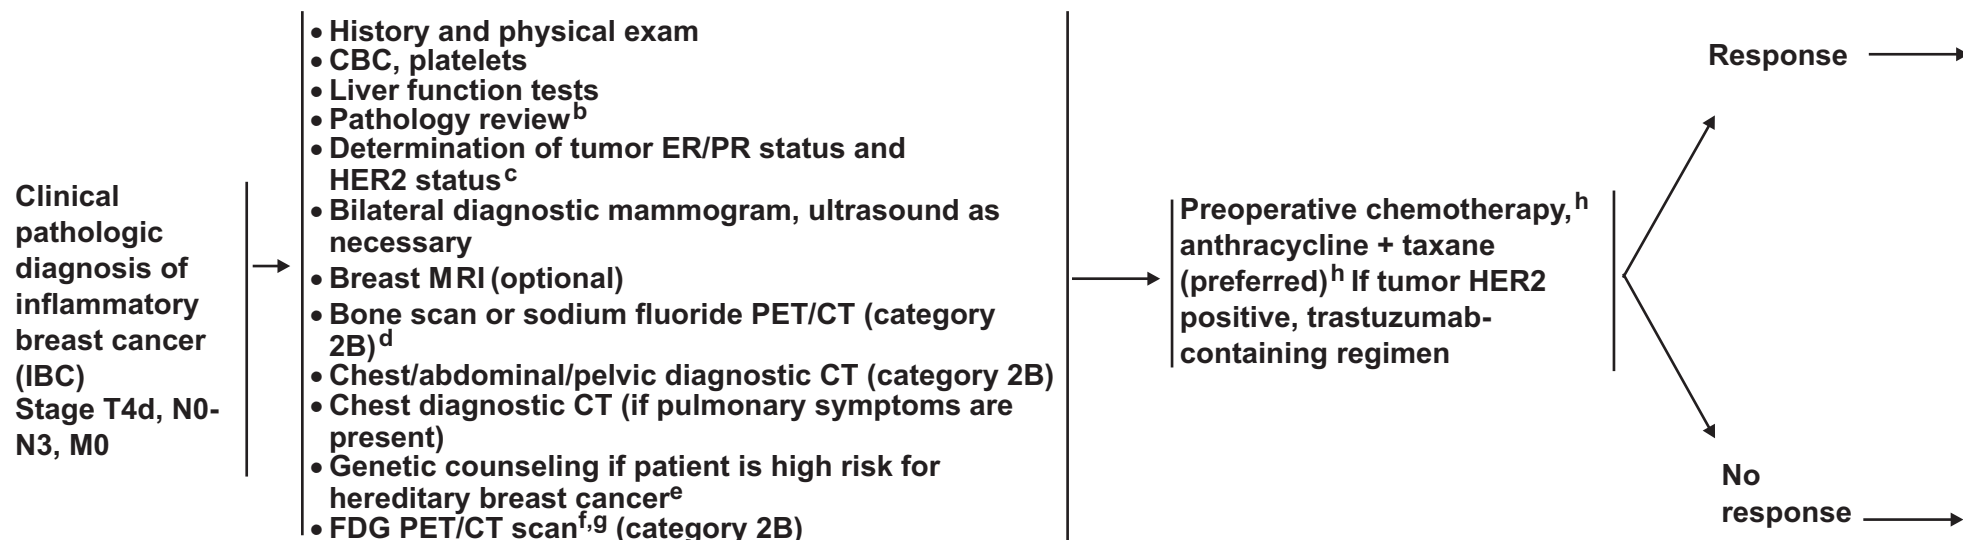 Clinical
pathologic
diagnosis of
inflammatory
breast cancer
(IBC)
Stage T4d, N0-
N3, M0
• History and physical exam
• CBC, platelets
• Liver function tests
• Pathology review b
• Determination of tumor ER/PR status and
HER2 status c
• Bilateral diagnostic mammogram, ultrasound as
necessary
• Breast MRI (optional)
• Bone scan or sodium fluoride PET/CT (category
2B) d
• Chest/abdominal/pelvic diagnostic CT (category 2B)
• Chest diagnostic CT (if pulmonary symptoms are
present)
• Genetic counseling if patient is high risk for
hereditary breast cancer e
• FDG PET/CT scan f,g (category 2B)
Preoperative chemotherapy, h
anthracycline + taxane
(preferred) h If tumor HER2
positive, trastuzumab-
containing regimen
Response
No
response